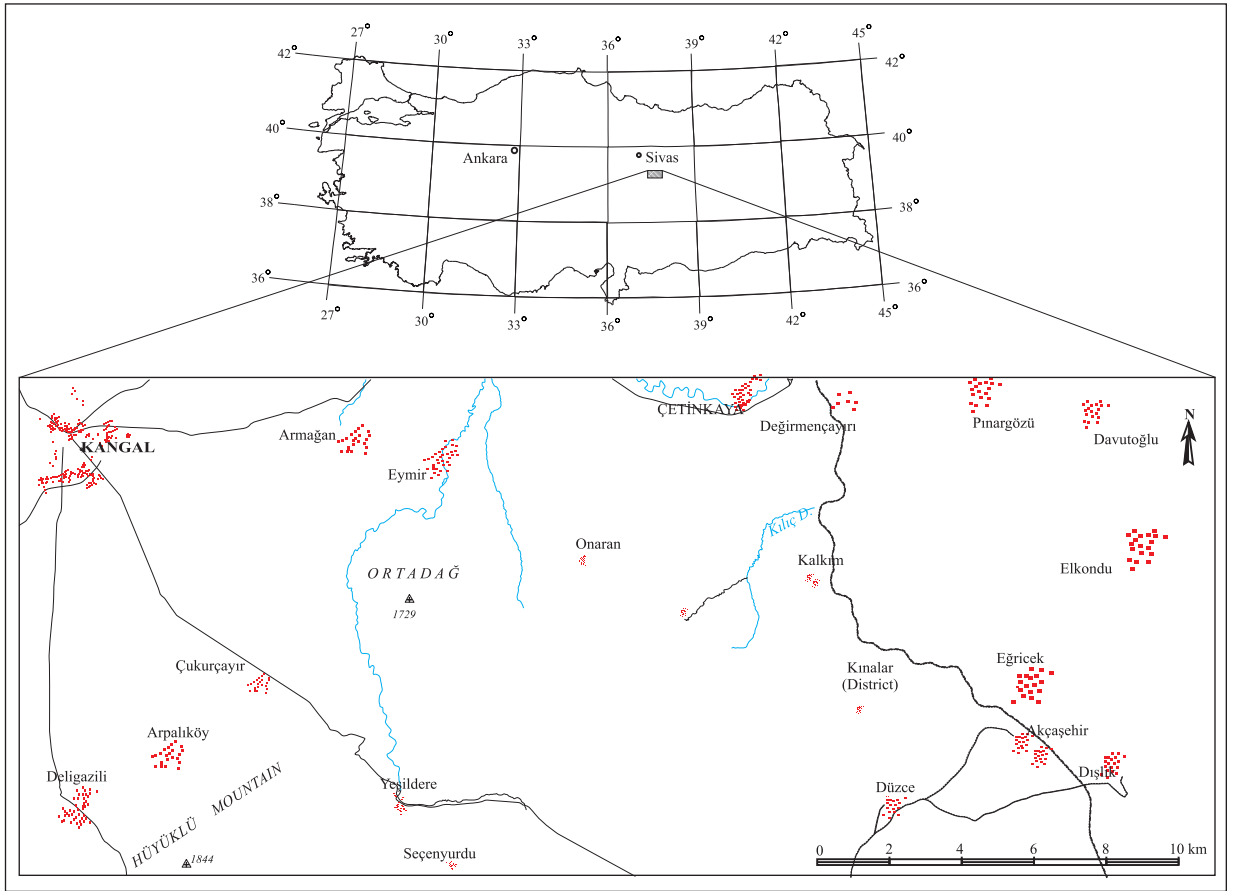 27°
30°
33°
36°
39°
42°
45°
42°
42°
40°
40°
Ankara
Sivas
38°
38°
36°
36°
27°
30°
33°
36°
39°
42°
45°
ÇETİNKAYA
Değirmençayırı
Pınargözü
Davutoğlu
N
Armağan
KANGAL
Eymir
Kılıç D.
Onaran
Kalkım
Elkondu
ORTADAĞ
1729
Çukurçayır
Kınalar
(District)
Eğricek
Arpalıköy
Akçaşehir
Deligazili
HÜYÜKLÜ MOUNTAIN
Yeşildere
Düzce
Dışlık
Seçenyurdu
1844
0 2 4 6 8 10 km